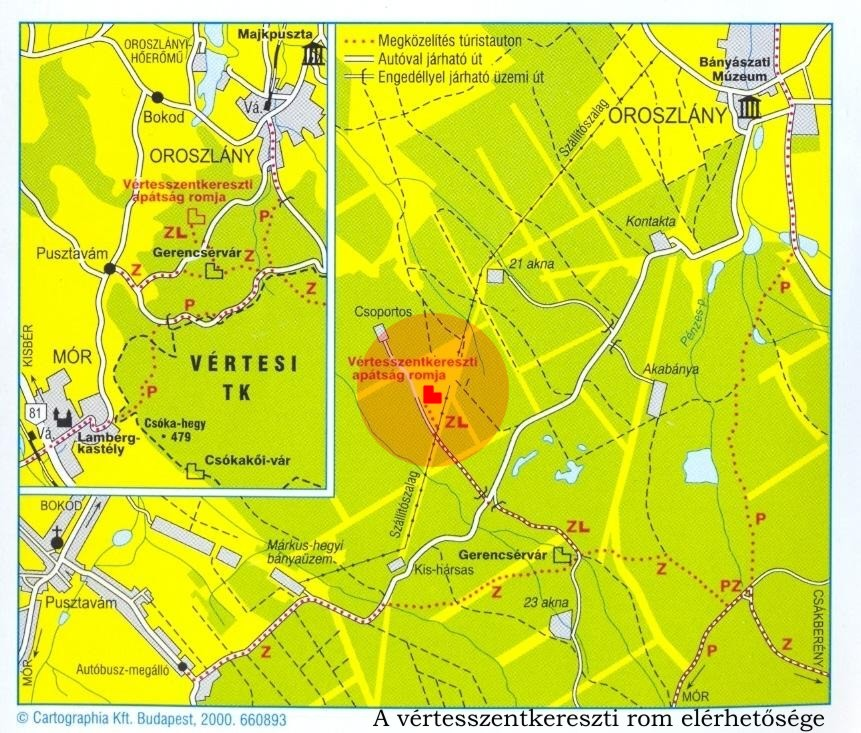 Megközelítés túristauton
Autóval járható út
Engedéllyel járható üzemi út
Majkpuszta
OROSZLÁNYI-
HŐERŐMŰ
Vá.
Bokod
OROSZLÁNY
Vértesszentkereszti
apátság romja
P
ZL
Gerencsérvár
Pusztavám
Z
Z
P
Z
KISBÉR
MÓR
VÉRTESI
TK
P
81
Vá.
Lamberg-
kastély
Csóka-hegy
479
Csókakői-vár
Bányászati
Múzeum
OROSZLÁNY
Szállítószalag
Kontakta
21 akna
Pénzes-p.
P
Csoportos
Vértesszentkereszti
apátság romja
Akabánya
ZL
Szállítószalag
BOKOD
Márkus-hegyi
bányaüzem
ZL
P
Gerencsérvár
Kis-hársas
Z
Z
PZ
Pusztavám
23 akna
CSÁKBERÉNY
Z
P
Z
MÓR
Autóbusz-megálló
MÓR
© Cartographia Kft. Budapest, 2000. 660893
A vértesszentkereszti rom elérhetősége